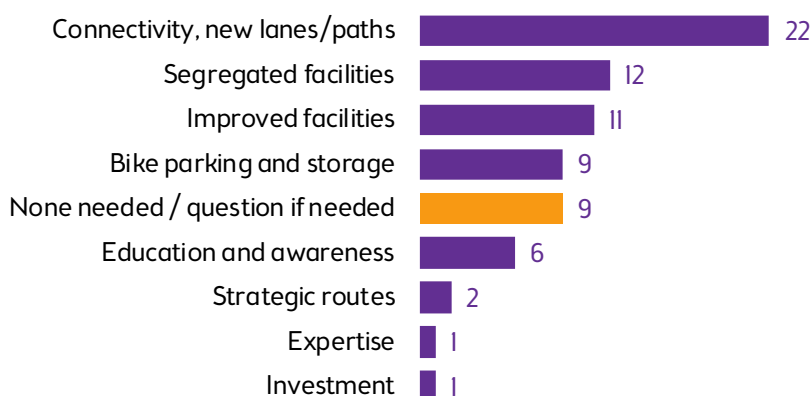 Connectivity, new lanes/paths 22
Segregated facilities 12
Improved facilities 11
Bike parking and storage 9
None needed / question if needed 9
Education and awareness 6
Strategic routes 2
Expertise 1
Investment 1